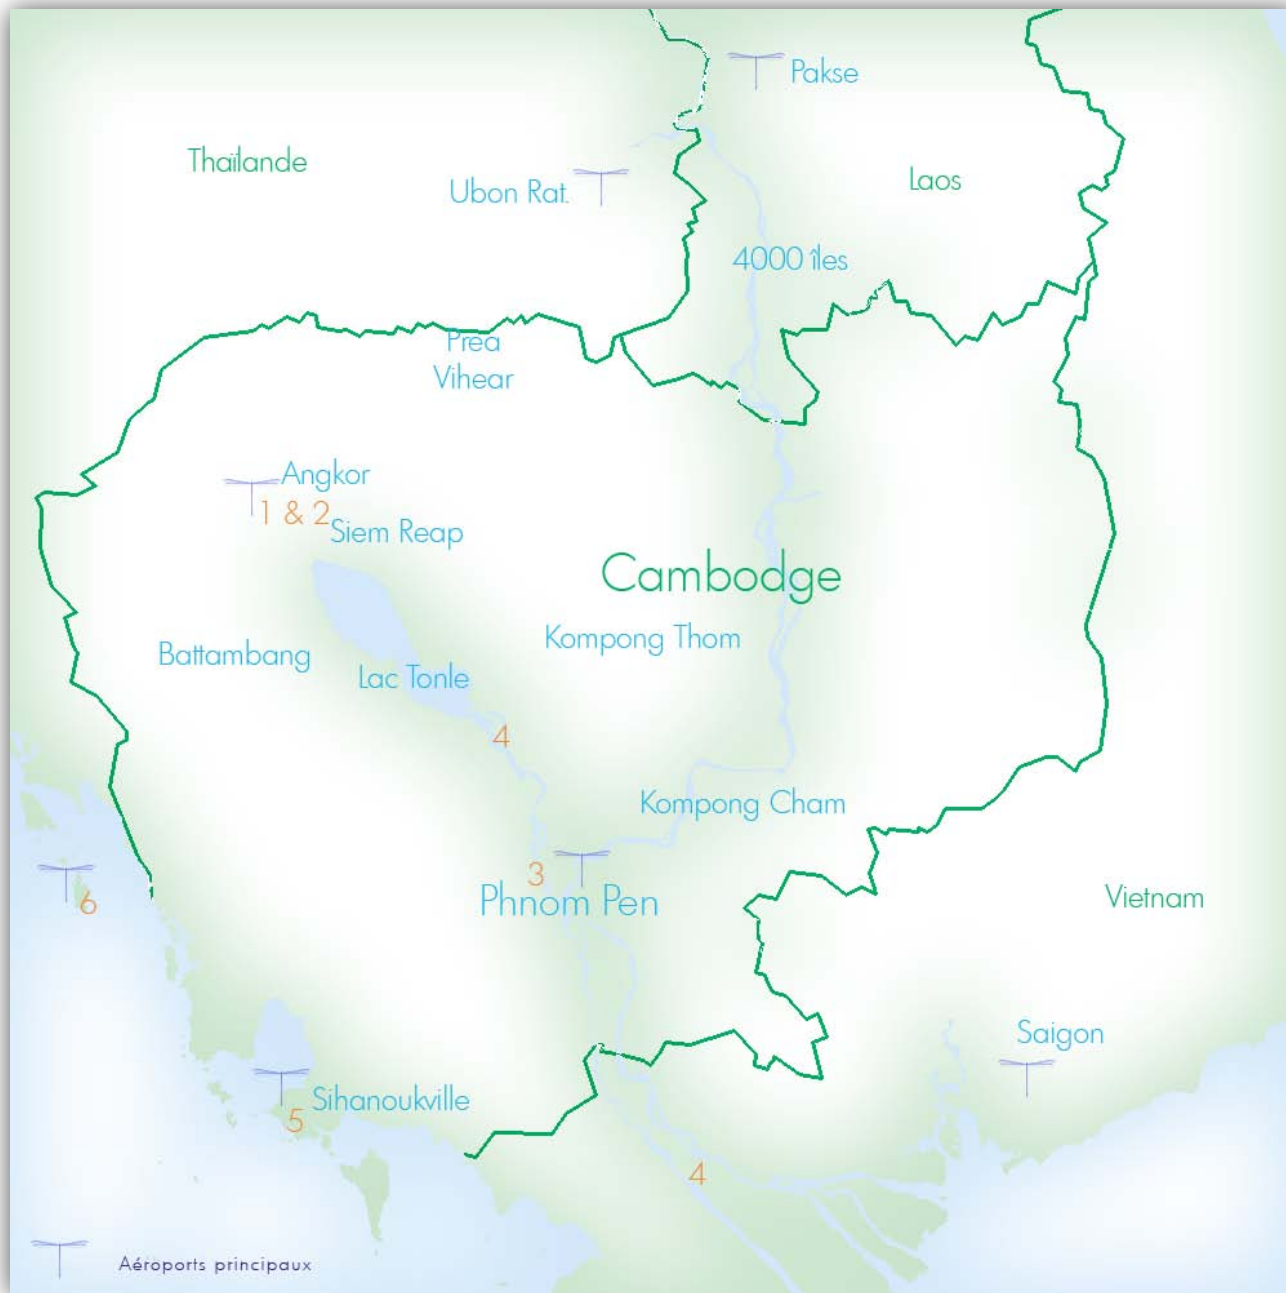 Pakse
Thaïlande
Ubon Rat.
Laos
4000 îles
Prea
Vihear
Angkor
1 & 2
Siem Reap
Cambodge
Kompong Thom
Battambang
Lac Tonle
4
Kompong Cham
3
6
Phnom Pen
Vietnam
Saigon
Sihanoukville
5
4
Aéroports principaux